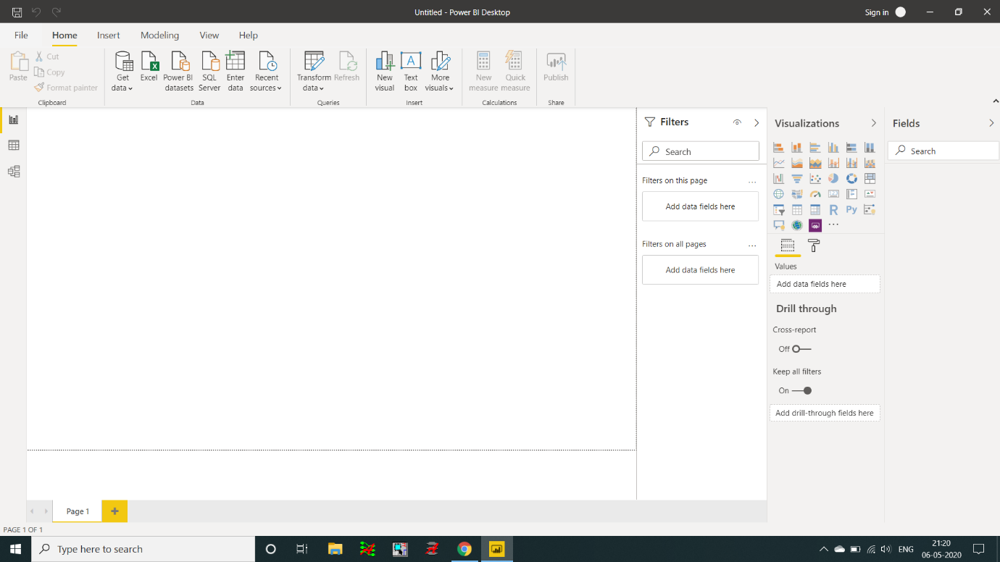 Untitled - Power BI Desktop
Sign in
File Home Insert Modeling View Help
Paste
Cut
Copy
Format painter
Clipboard
Get data
Excel
Power BI datasets
SQL Server
Enter data
Recent sources
Data
Transform data
Refresh
Queries
New visual
Text box
More visuals
Insert
New measure
Quick measure
Calculations
Publish
Share
Filters
Search
Filters on this page
...
Add data fields here
Filters on all pages
...
Add data fields here
Visualizations
R
Py
...
Values
Add data fields here
Drill through
Cross-report
Off
Keep all filters
On
Add drill-through fields here
Fields
Search
Page 1
PAGE 1 OF 1
Type here to search
ENG
21:20
06-05-2020